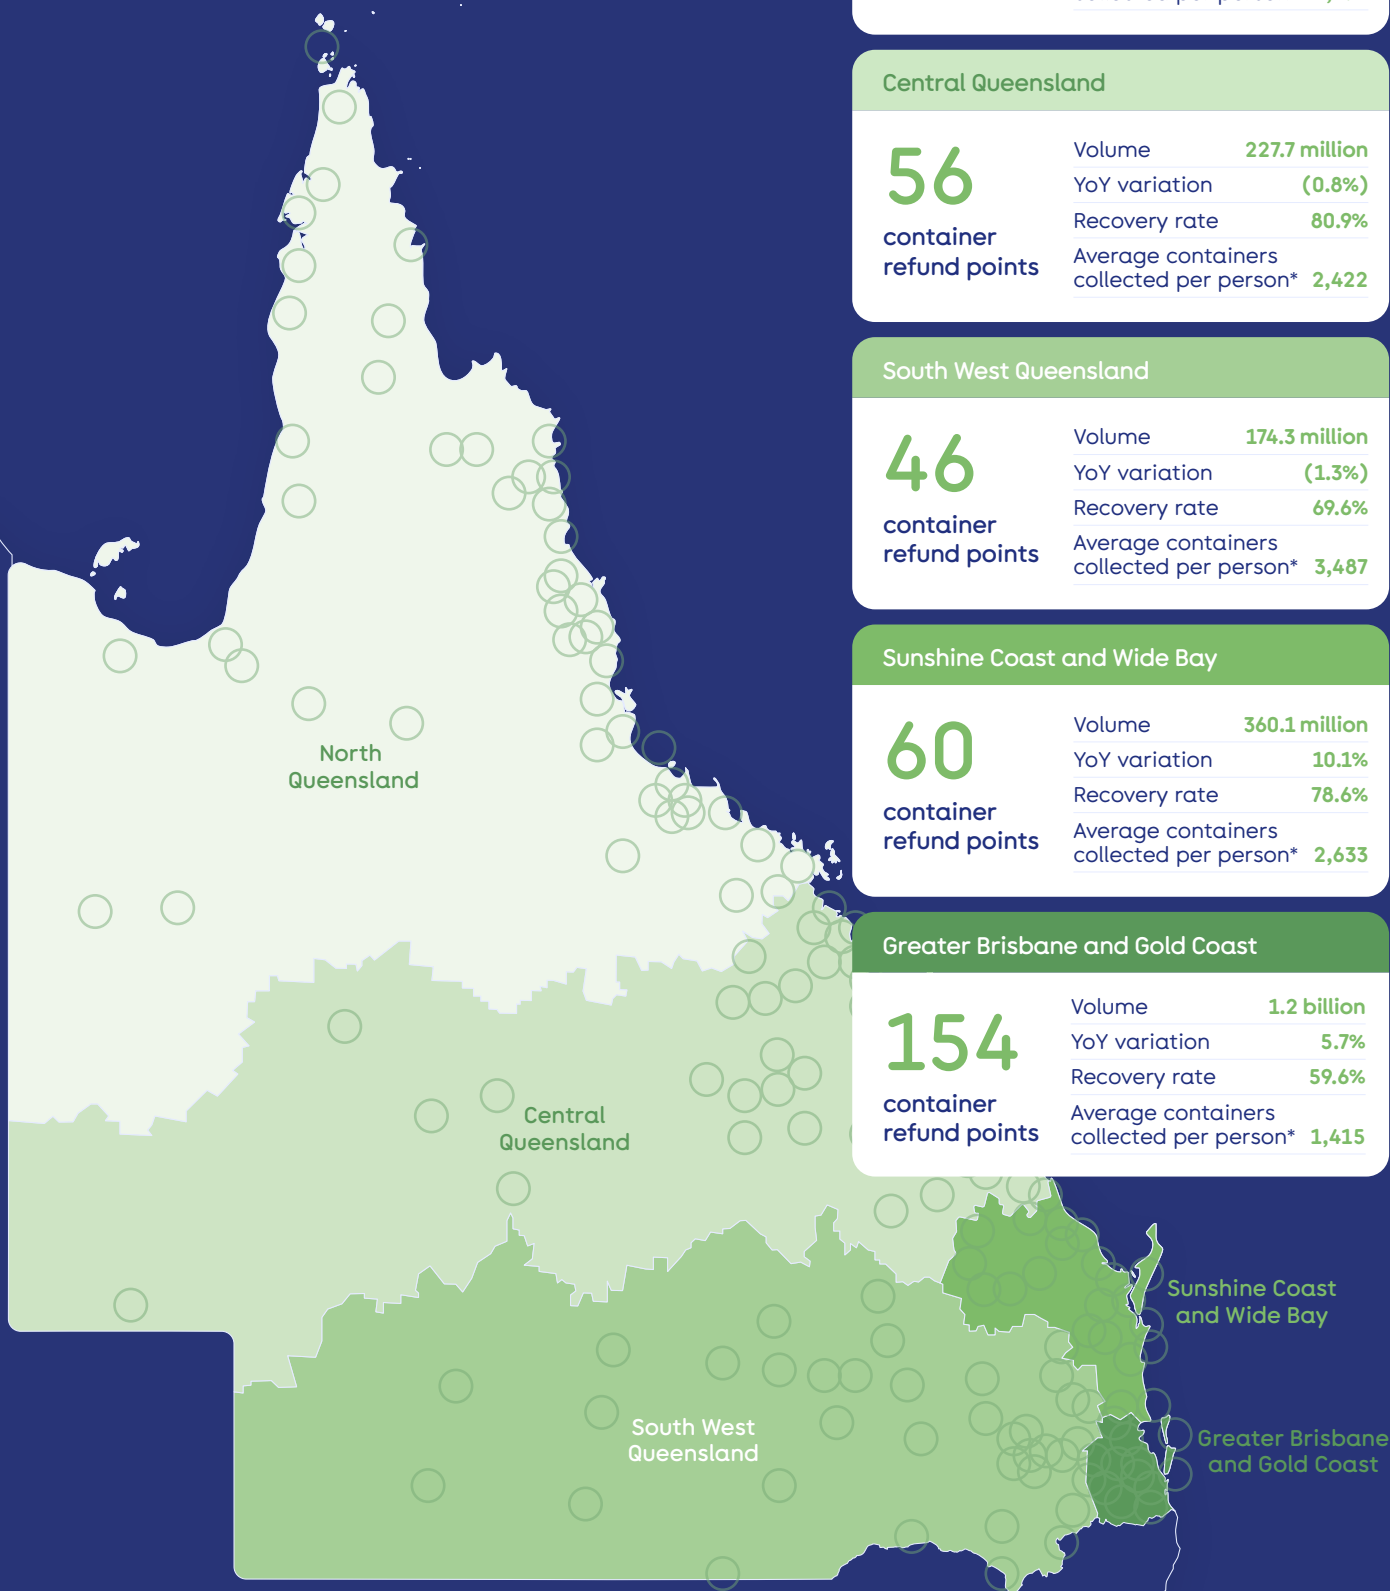 Central Queensland
56
container
refund points
Volume 227.7 million
YoY variation (0.8%)
Recovery rate 80.9%
Average containers
collected per person* 2,422
South West Queensland
46
container
refund points
Volume 174.3 million
YoY variation (1.3%)
Recovery rate 69.6%
Average containers
collected per person* 3,487
Sunshine Coast and Wide Bay
60
container
refund points
Volume 360.1 million
YoY variation 10.1%
Recovery rate 78.6%
Average containers
collected per person* 2,633
Greater Brisbane and Gold Coast
154
container
refund points
Volume 1.2 billion
YoY variation 5.7%
Recovery rate 59.6%
Average containers
collected per person* 1,415
North
Queensland
Central
Queensland
South West
Queensland
Sunshine Coast
and Wide Bay
Greater Brisbane
and Gold Coast